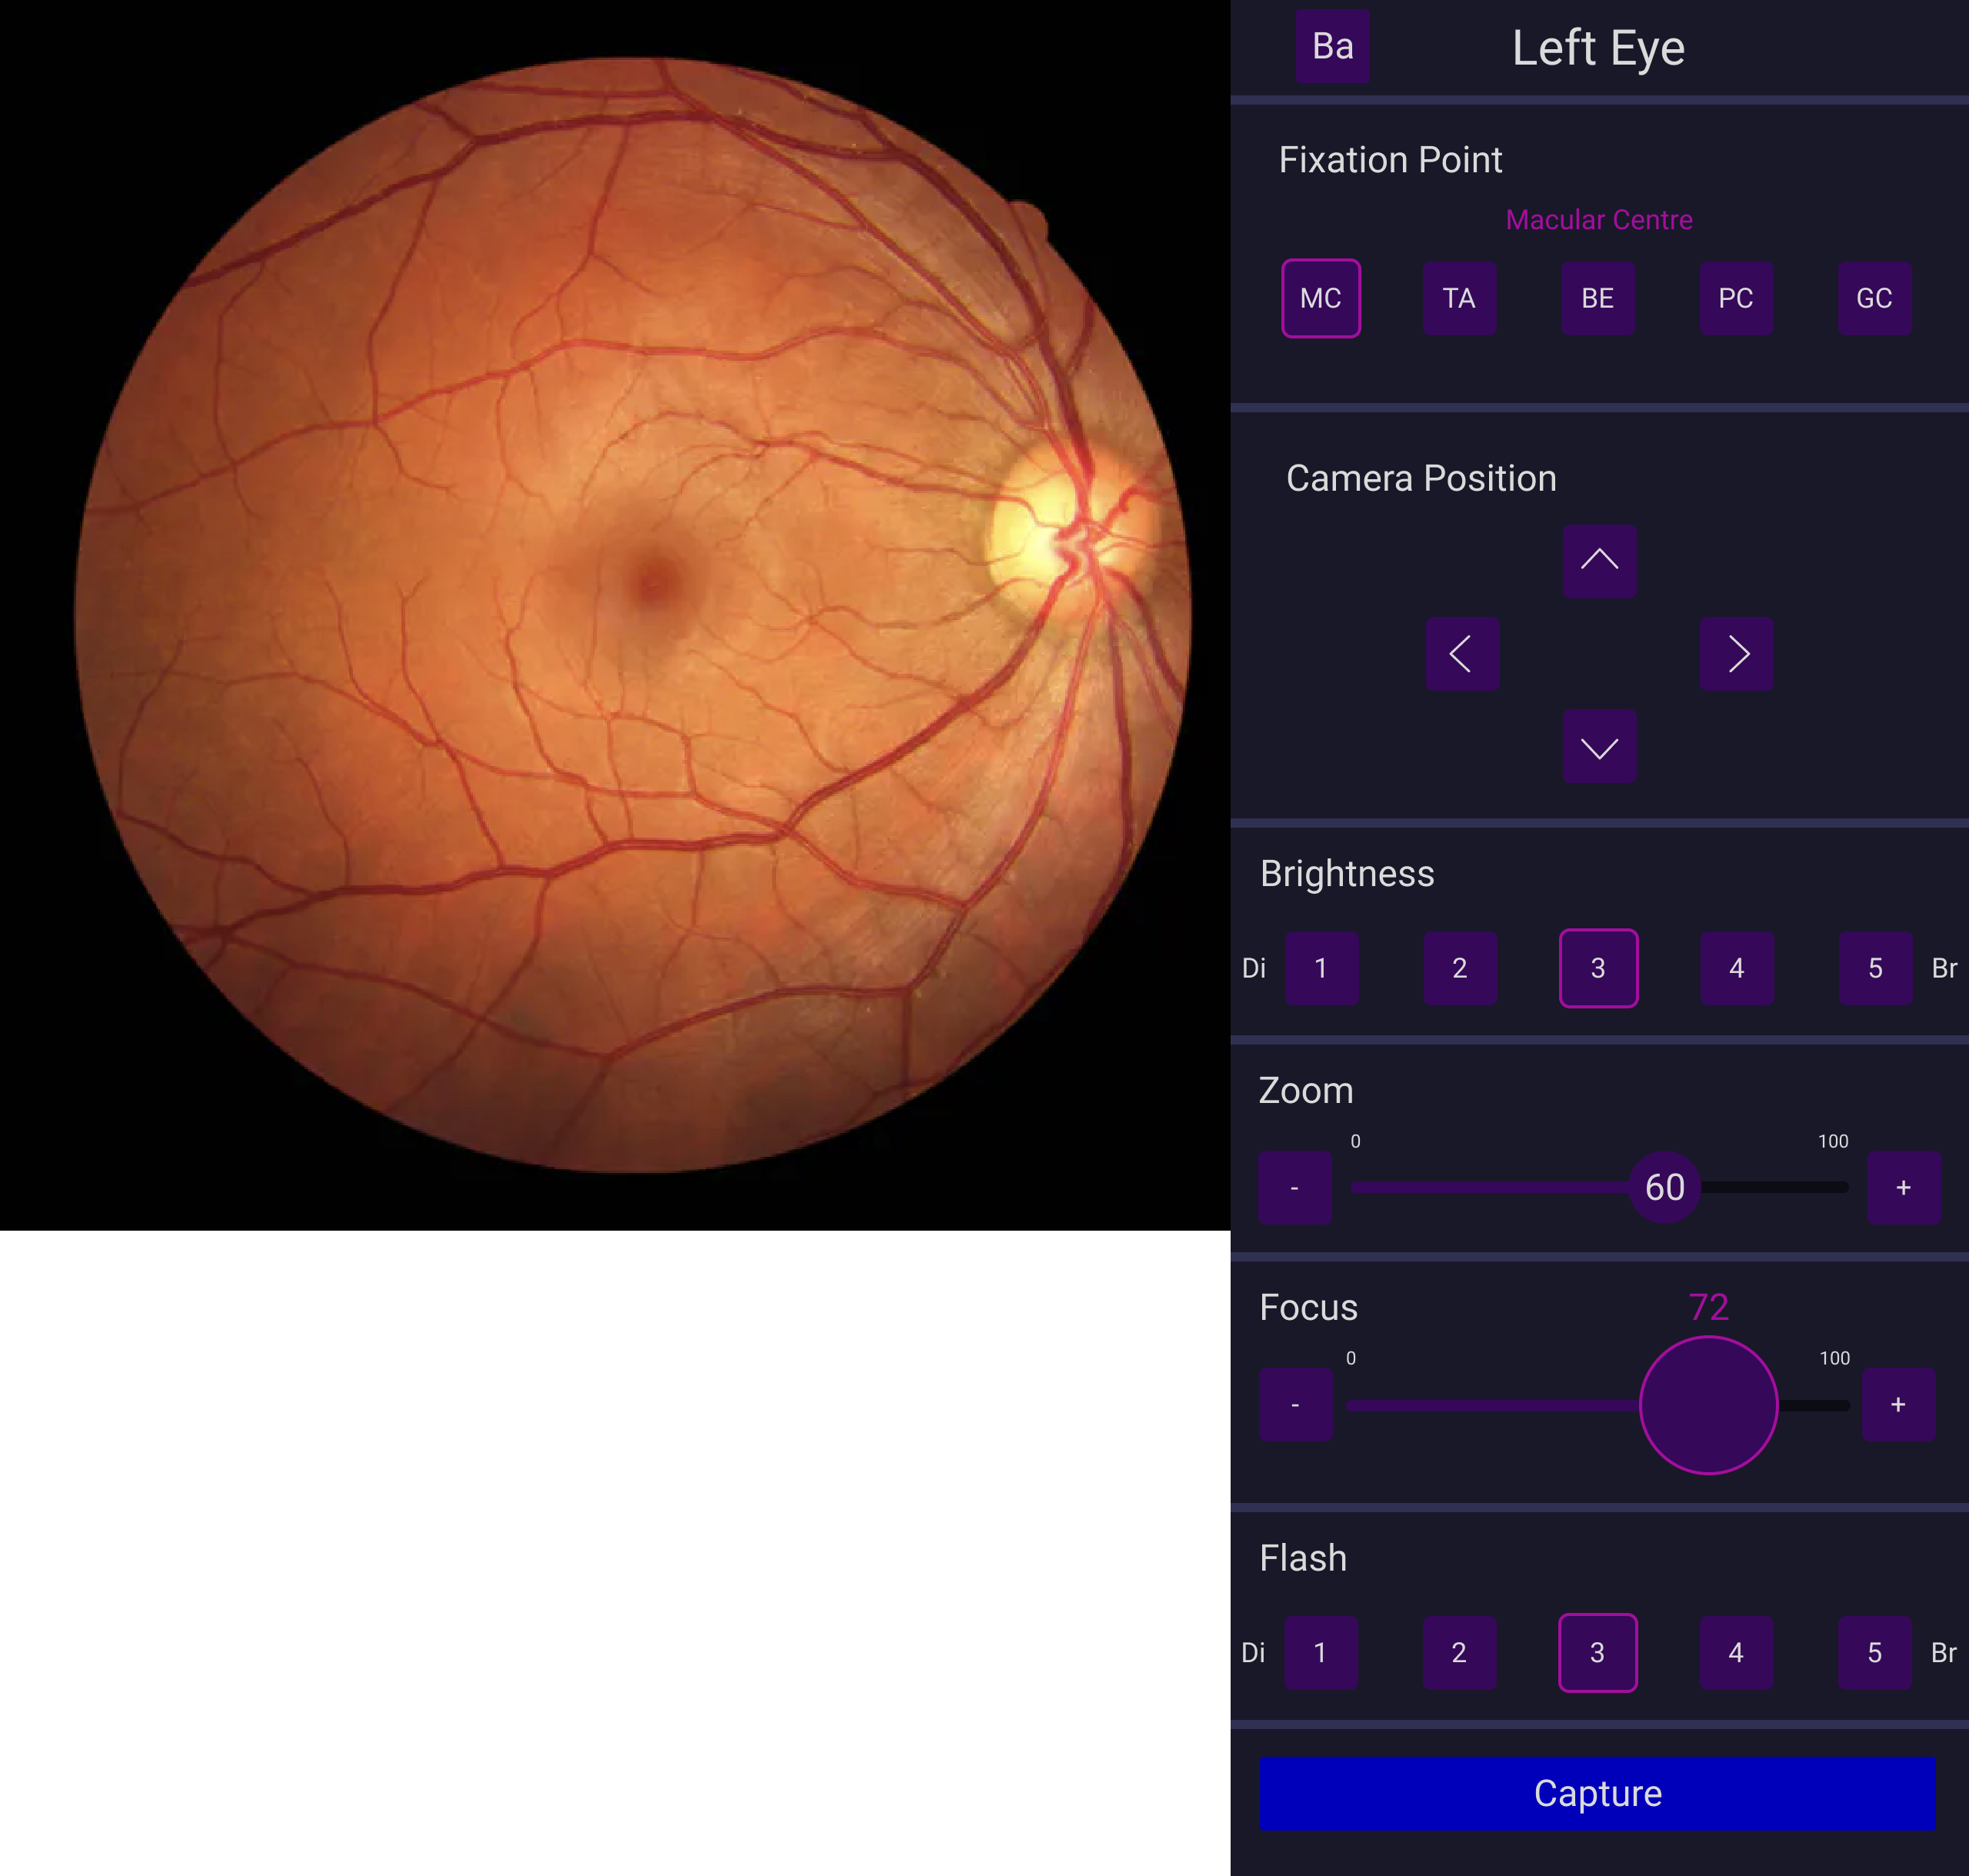 Ba Left Eye
Fixation Point
Macular Centre
MC TA BE PC GC
Camera Position
Brightness
Di 1 2 3 4 5 Br
Zoom
0 100
- 60 +
Focus 72
0 100
- +
Flash
Di 1 2 3 4 5 Br
Capture